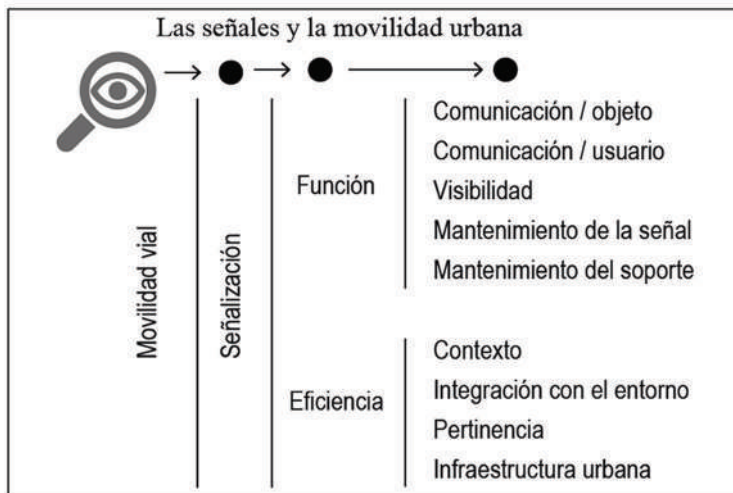 Las señales y la movilidad urbana
Movilidad vial
Señalización
Función
Comunicación / objeto
Comunicación / usuario
Visibilidad
Mantenimiento de la señal
Mantenimiento del soporte
Eficiencia
Contexto
Integración con el entorno
Pertinencia
Infraestructura urbana